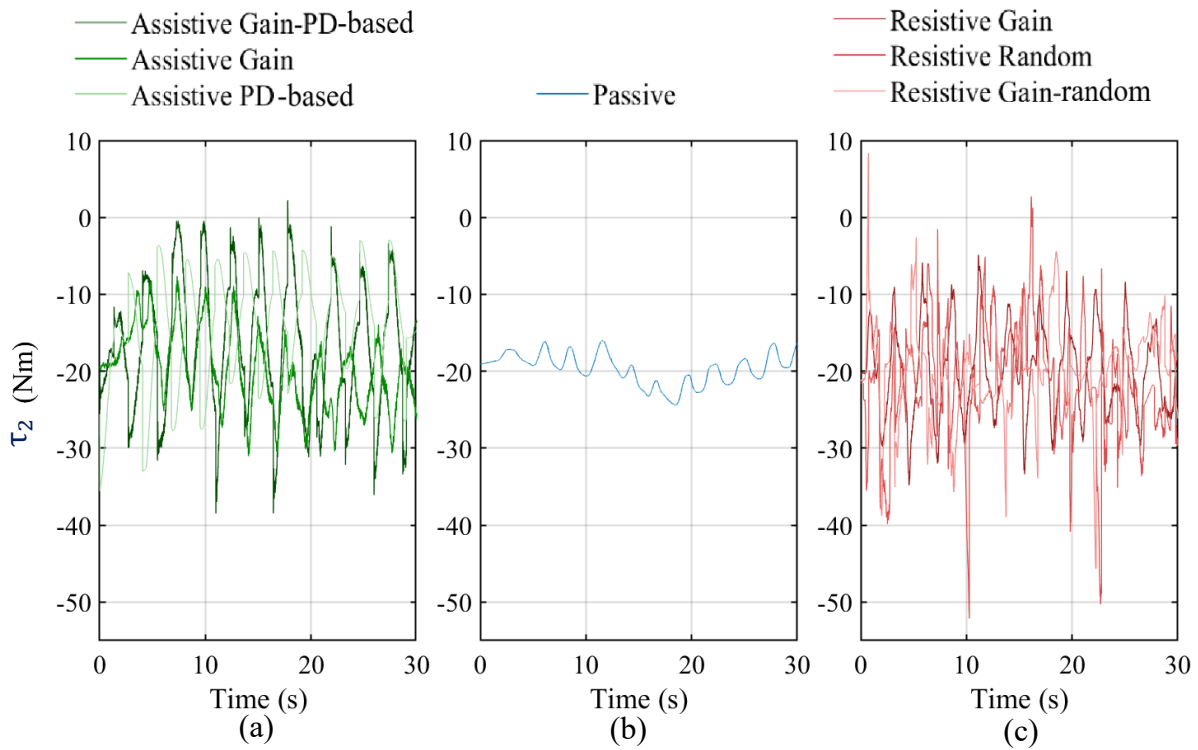 Assistive Gain-PD-based
Assistive Gain
Assistive PD-based
Passive
Resistive Gain
Resistive Random
Resistive Gain-random
τ2 (Nm)
10
0
-10
-20
-30
-40
-50
0 10 20 30
Time (s)
(a)
10
0
-10
-20
-30
-40
-50
0 10 20 30
Time (s)
(b)
10
0
-10
-20
-30
-40
-50
0 10 20 30
Time (s)
(c)